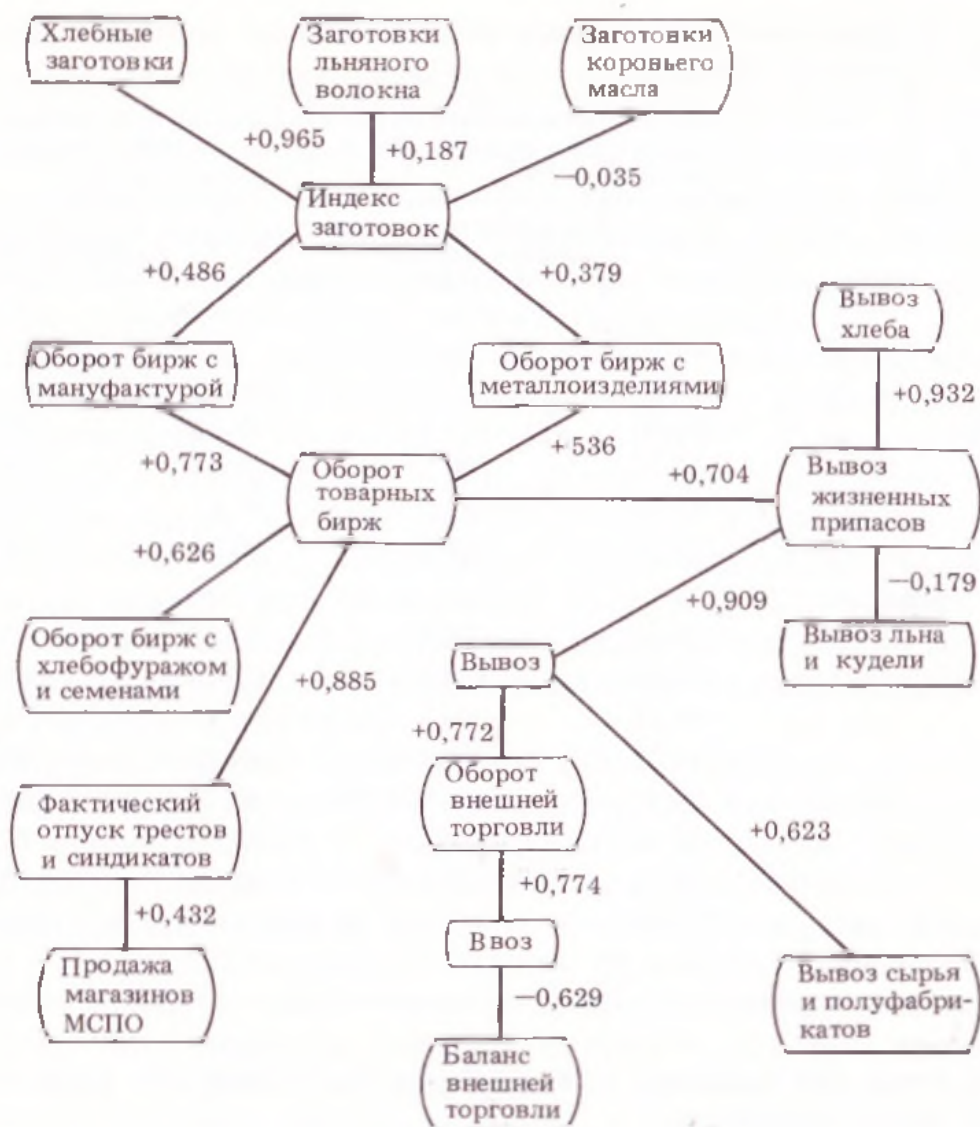 Хлебные
заготовки
Заготовки
льняного
волокна
Заготовки
коровьего
масла
+0,965
+0,187
—0,035
Индекс
заготовок
+0,486
+0,379
Вывоз
хлеба
Оборот бирж с
мануфактурой
Оборот бирж с
металлоизделиями
+0,932
+0,773
+536
Оборот
товарных
бирж
+0,704
Вывоз
жизненных
припасов
+0,626
—0,179
+0,909
Оборот бирж с
хлебофуражом
и семенами
Вывоз льна
и кудели
Вывоз
+0,885
+0,772
Фактический
отпуск трестов
и синдикатов
Оборот
внешней
торговли
+0,623
+0,774
+0,432
Ввоз
Продажа
магазинов
МСПО
Вывоз сырья
и полуфабри-
катов
—0,629
Баланс
внешней
торговли